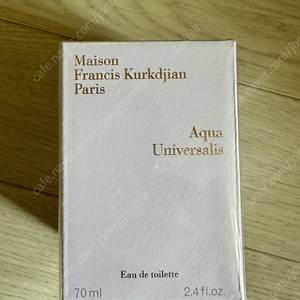 Maison
Francis Kurkdjian
Paris
Aqua
Universalis
Eau de toilette
70 ml 2.4 fl.oz.